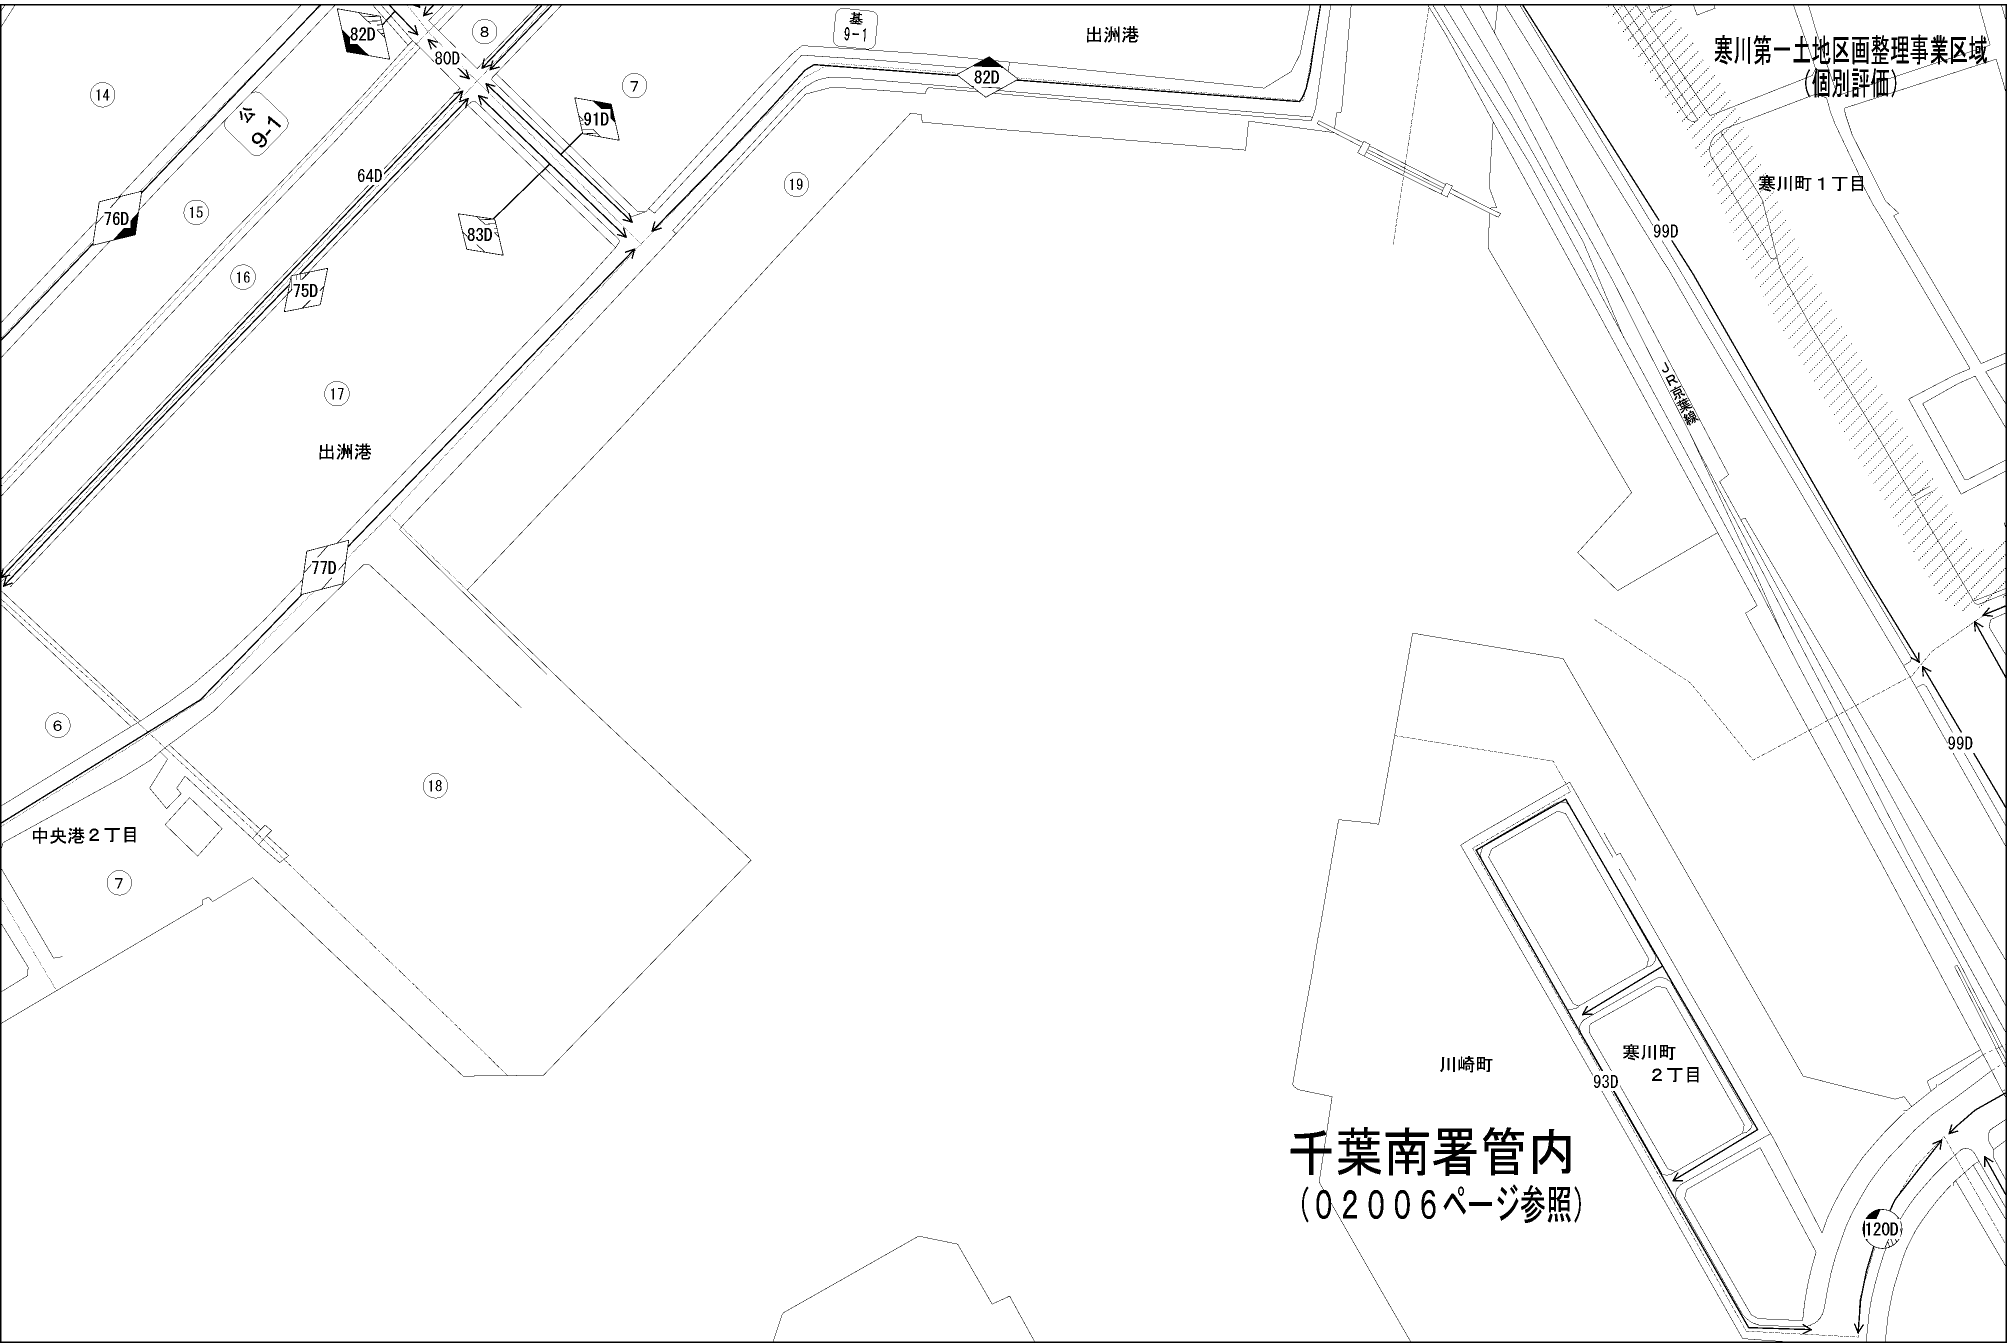 82D
80D
8
基
9-1
出洲港
82D
寒川第一土地区画整理事業区域
(個別評価)
14
公
9-1
91D
7
64D
19
寒川町1丁目
76D
15
83D
99D
16
75D
17
JR京葉線
出洲港
77D
6
99D
18
中央港2丁目
7
川崎町
寒川町
2丁目
93D
千葉南署管内
(02006ページ参照)
120D